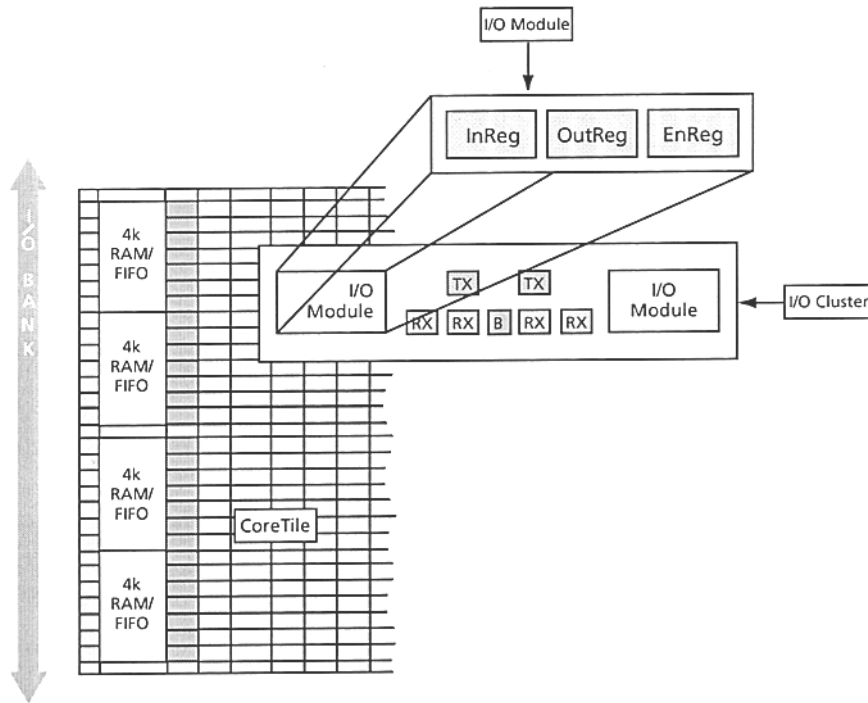 I/O Module
InReg
OutReg
EnReg
I/O BANK
4k
RAM/
FIFO
I/O
Module
TX
TX
RX
RX
B
RX
RX
I/O
Module
I/O Cluster
4k
RAM/
FIFO
4k
RAM/
FIFO
CoreTile
4k
RAM/
FIFO